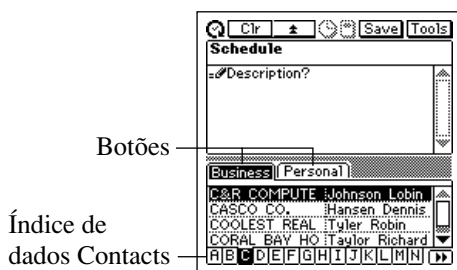 Clr Save Tools
Schedule
Description?
Botões
Business Personal
C&R COMPUTE Johnson Lobin
CASCO CO. Hansen Dennis
COOLEST REAL Tyler Robin
CORAL BAY HO Taylor Richard
Índice de
dados Contacts
A B C D E F G H I J K L M N